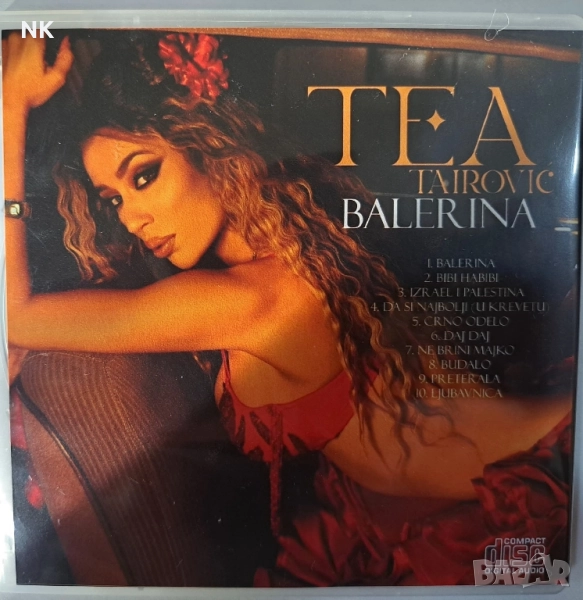 NK
TEA
TAIROVIC
BALERINA
1. BALERINA
2. BIBI HABIBI
3. IZRAEL I PALESTINA
4. DA SI NAJBOLJI (U KREVETU)
5. CRNO ODELO
6. DAJ DAJ
7. NE BRINI MAJKO
8. BUDALO
9. PRETERALA
10. LJUBAVNICA
COMPACT
disc
DIGITAL AUDIO
BAZAR